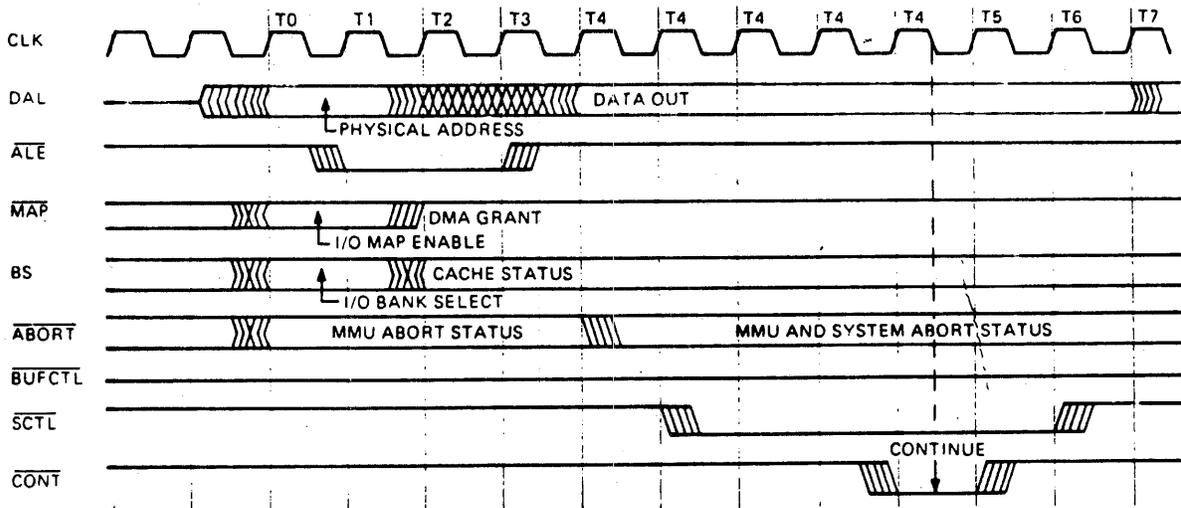 T0 T1 T2 T3 T4 T4 T4 T4 T4 T5 T6 T7
CLK
DAL
DATA OUT
PHYSICAL ADDRESS
ALE
MAP
DMA GRANT
I/O MAP ENABLE
BS
CACHE STATUS
I/O BANK SELECT
ABORT
MMU ABORT STATUS
MMU AND SYSTEM ABORT STATUS
BUFCTL
SCTL
CONTINUE
CONT